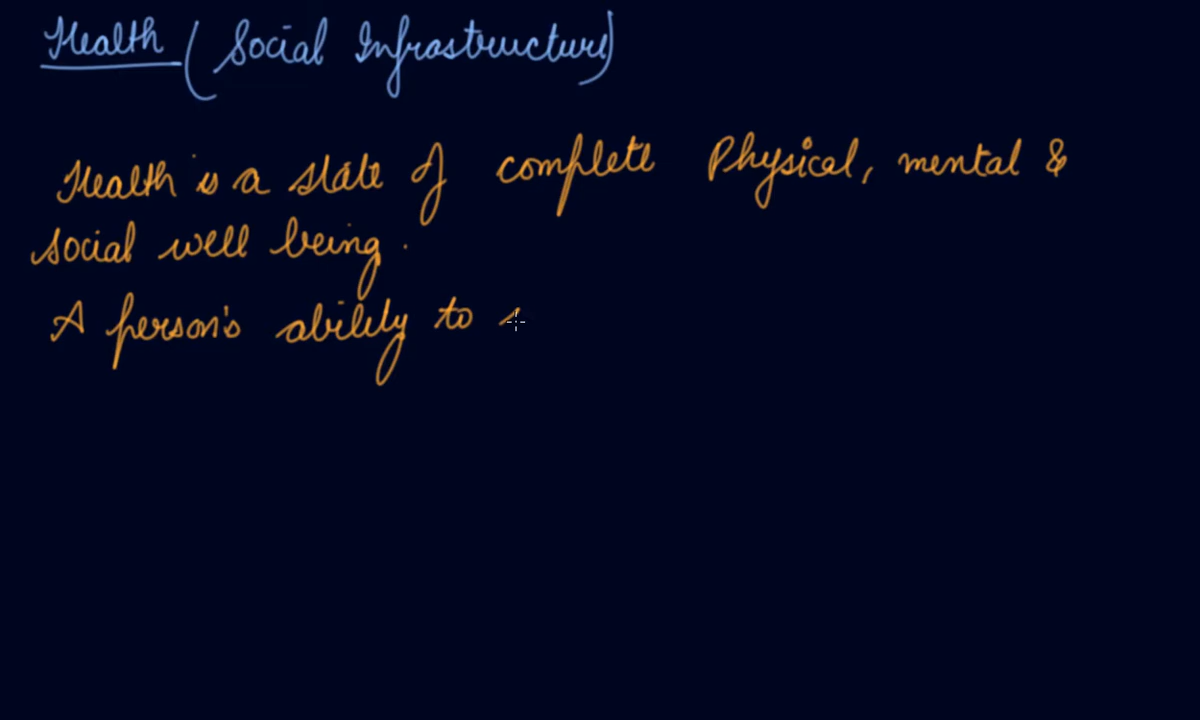 Health (Social Infrastructure)
Health is a state of complete Physical, mental &
social well being.
A person's ability to